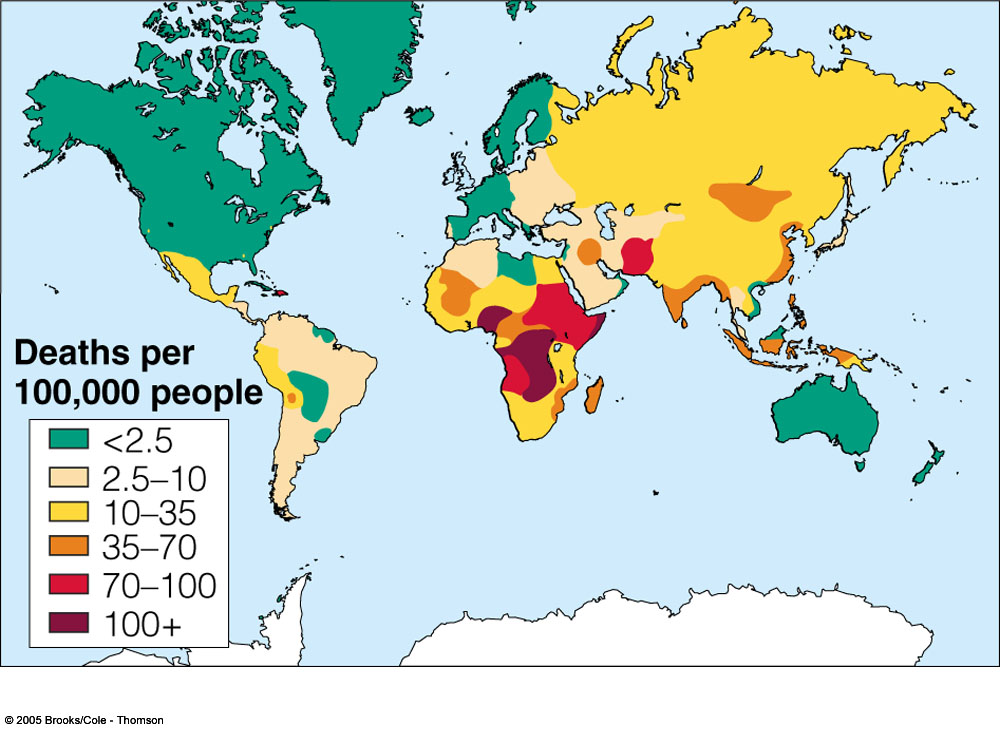 Deaths per
100,000 people
<2.5
2.5–10
10–35
35–70
70–100
100+
© 2005 Brooks/Cole - Thomson